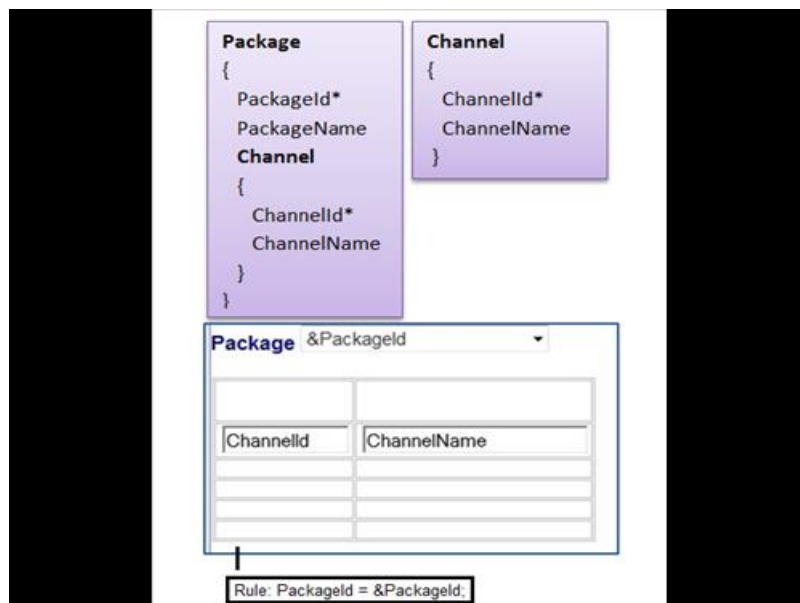 Package
{
PackageId*
PackageName
Channel
{
ChannelId*
ChannelName
}
}
Channel
{
ChannelId*
ChannelName
}
Package &PackageId
ChannelId ChannelName
Rule: PackageId = &PackageId;